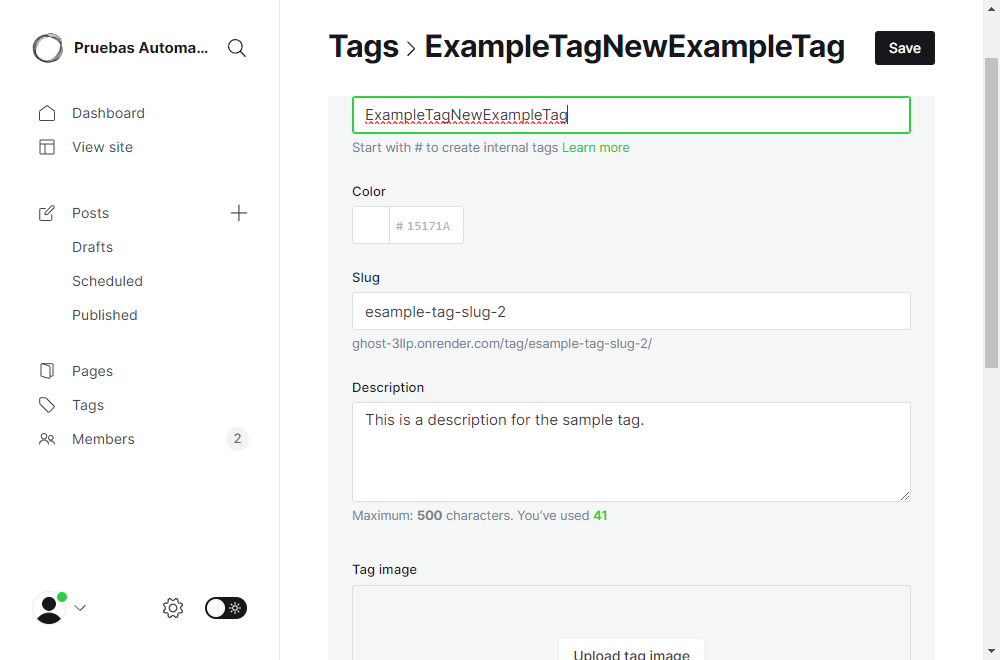 Pruebas Automa...
Dashboard
View site
Posts
Drafts
Scheduled
Published
Pages
Tags
Members
2
Tags > ExampleTagNewExampleTag
Save
ExampleTagNewExampleTag
Start with # to create internal tags Learn more
Color
# 15171A
Slug
esample-tag-slug-2
ghost-3llp.onrender.com/tag/esample-tag-slug-2/
Description
This is a description for the sample tag.
Maximum: 500 characters. You’ve used 41
Tag image
Upload tag image